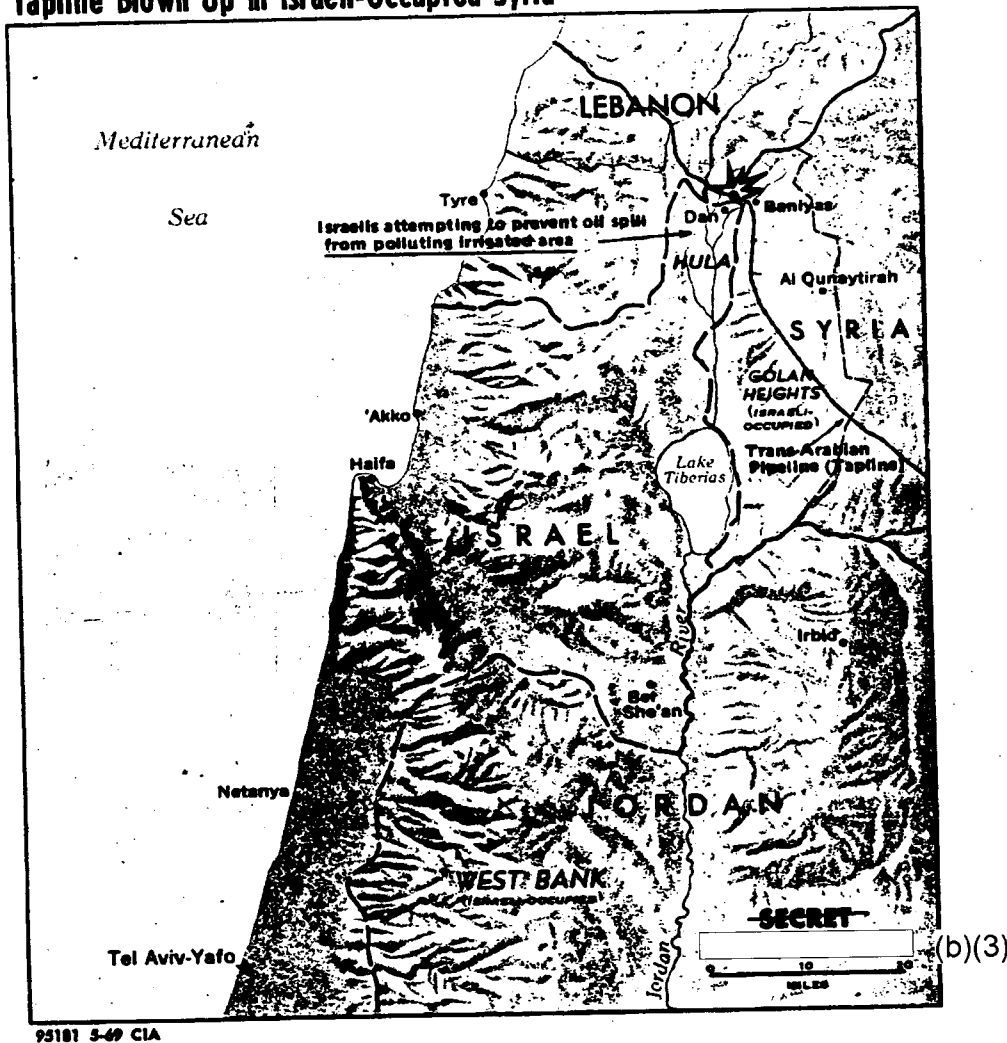 Tapline Blown Up in Israeli-Occupied Syria
LEBANON
Mediterranean
Sea
Tyre
Israelis attempting to prevent oil spill
from polluting irrigated area
Dan
Baniyas
HULA
Al Qunaytirah
SYRIA
GOLAN
HEIGHTS
(ISRAELI-
OCCUPIED)
'Akko
Trans-Arabian
Pipeline (Tapline)
Lake
Tiberias
Haifa
ISRAEL
River
Irbid
Bet
She'an
Netanya
JORDAN
WEST BANK
(ISRAELI-OCCUPIED)
SECRET
(b)(3)
Tel Aviv-Yafo
Jordan
0 10 20
MILES
95181 5-69 CIA